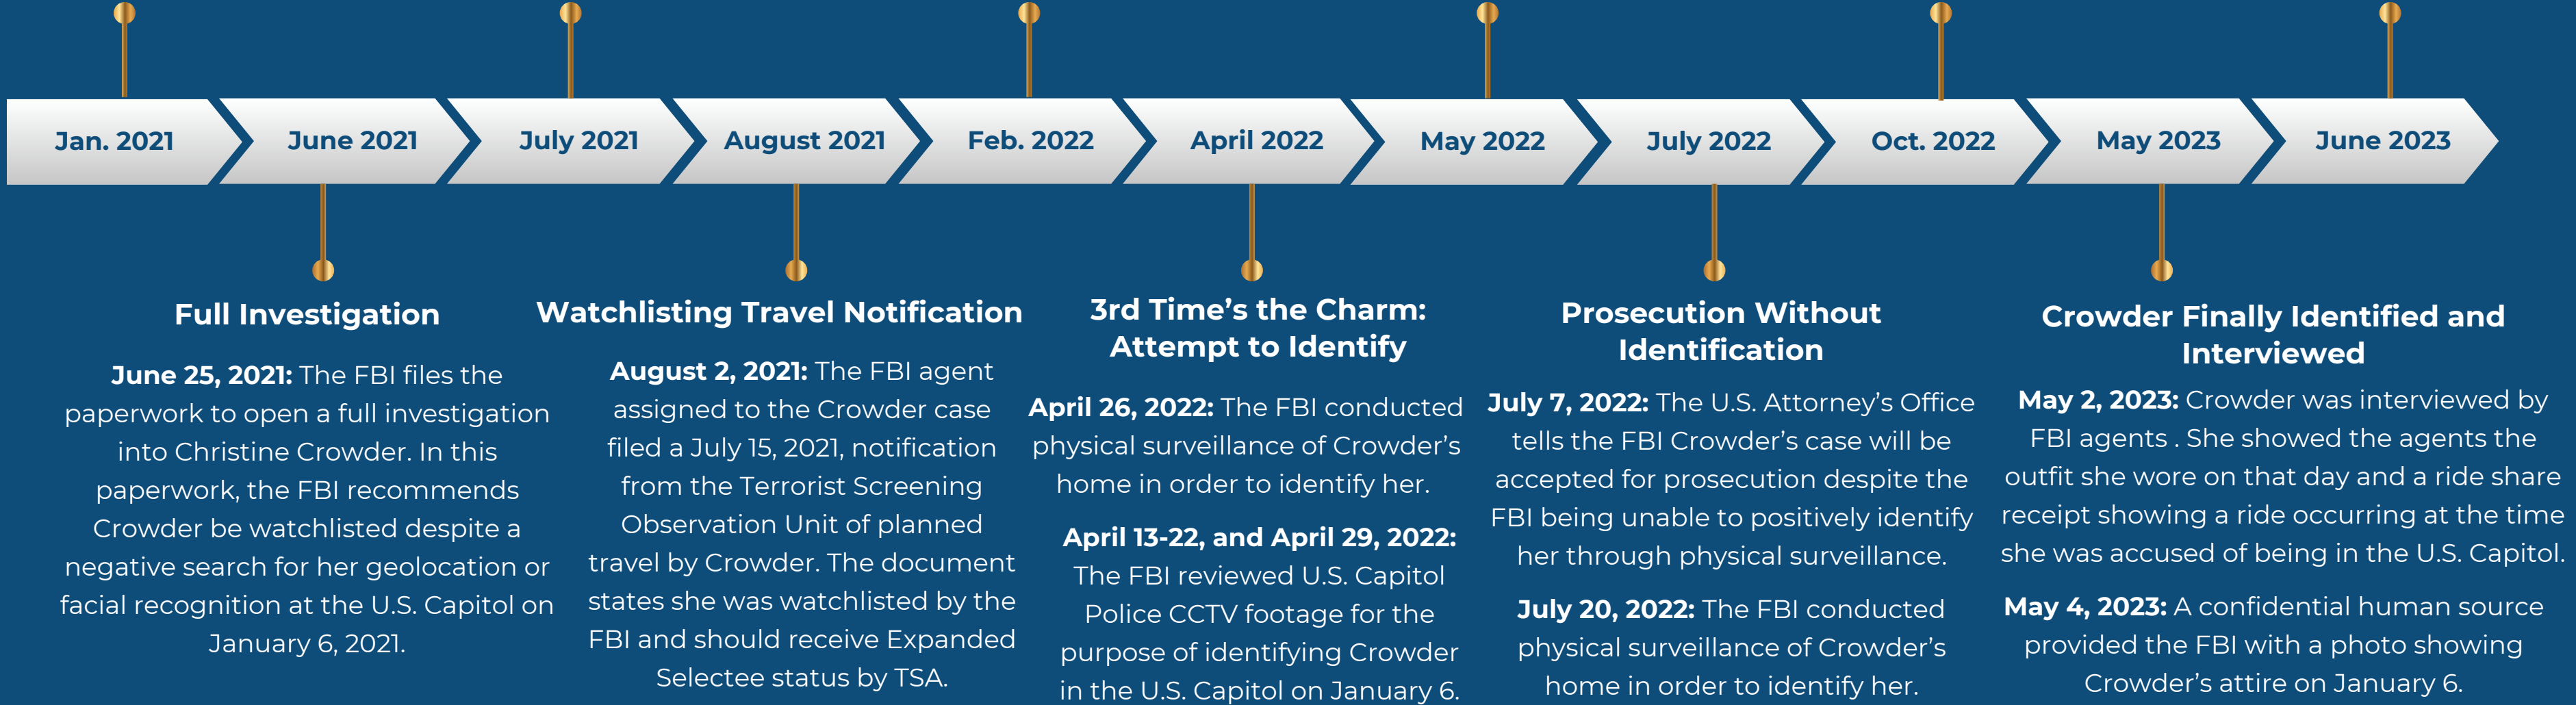 Jan. 2021
June 2021
July 2021
August 2021
Feb. 2022
April 2022
May 2022
July 2022
Oct. 2022
May 2023
June 2023
Full Investigation
June 25, 2021: The FBI files the
paperwork to open a full investigation
into Christine Crowder. In this
paperwork, the FBI recommends
Crowder be watchlisted despite a
negative search for her geolocation or
facial recognition at the U.S. Capitol on
January 6, 2021.
Watchlisting Travel Notification
August 2, 2021: The FBI agent
assigned to the Crowder case
filed a July 15, 2021, notification
from the Terrorist Screening
Observation Unit of planned
travel by Crowder. The document
states she was watchlisted by the
FBI and should receive Expanded
Selectee status by TSA.
3rd Time’s the Charm:
Attempt to Identify
April 26, 2022: The FBI conducted
physical surveillance of Crowder’s
home in order to identify her.
April 13-22, and April 29, 2022:
The FBI reviewed U.S. Capitol
Police CCTV footage for the
purpose of identifying Crowder
in the U.S. Capitol on January 6.
Prosecution Without
Identification
July 7, 2022: The U.S. Attorney’s Office
tells the FBI Crowder’s case will be
accepted for prosecution despite the
FBI being unable to positively identify
her through physical surveillance.
July 20, 2022: The FBI conducted
physical surveillance of Crowder’s
home in order to identify her.
Crowder Finally Identified and
Interviewed
May 2, 2023: Crowder was interviewed by
FBI agents . She showed the agents the
outfit she wore on that day and a ride share
receipt showing a ride occurring at the time
she was accused of being in the U.S. Capitol.
May 4, 2023: A confidential human source
provided the FBI with a photo showing
Crowder’s attire on January 6.